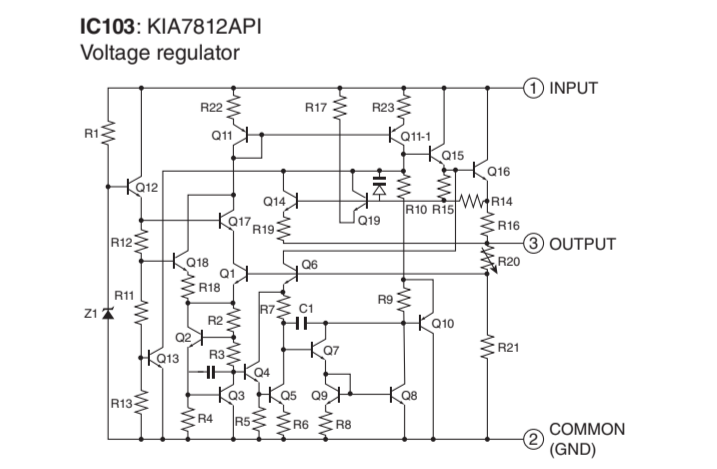 IC103: KIA7812API
Voltage regulator
1 INPUT
R22 R17 R23
R1 Q11 Q11-1
Q15
Q12 Q16
Q14 R10 R15 R14
Q17 R19 Q19 R16
R12 3 OUTPUT
Q18 Q1 Q6 R20
R18
R11 R7 C1 R9
Z1 R2 Q10
Q2 R3 Q7 R21
Q13 Q4
R13 Q3 Q5 Q9 Q8
R4 R5 R6 R8
2 COMMON
(GND)